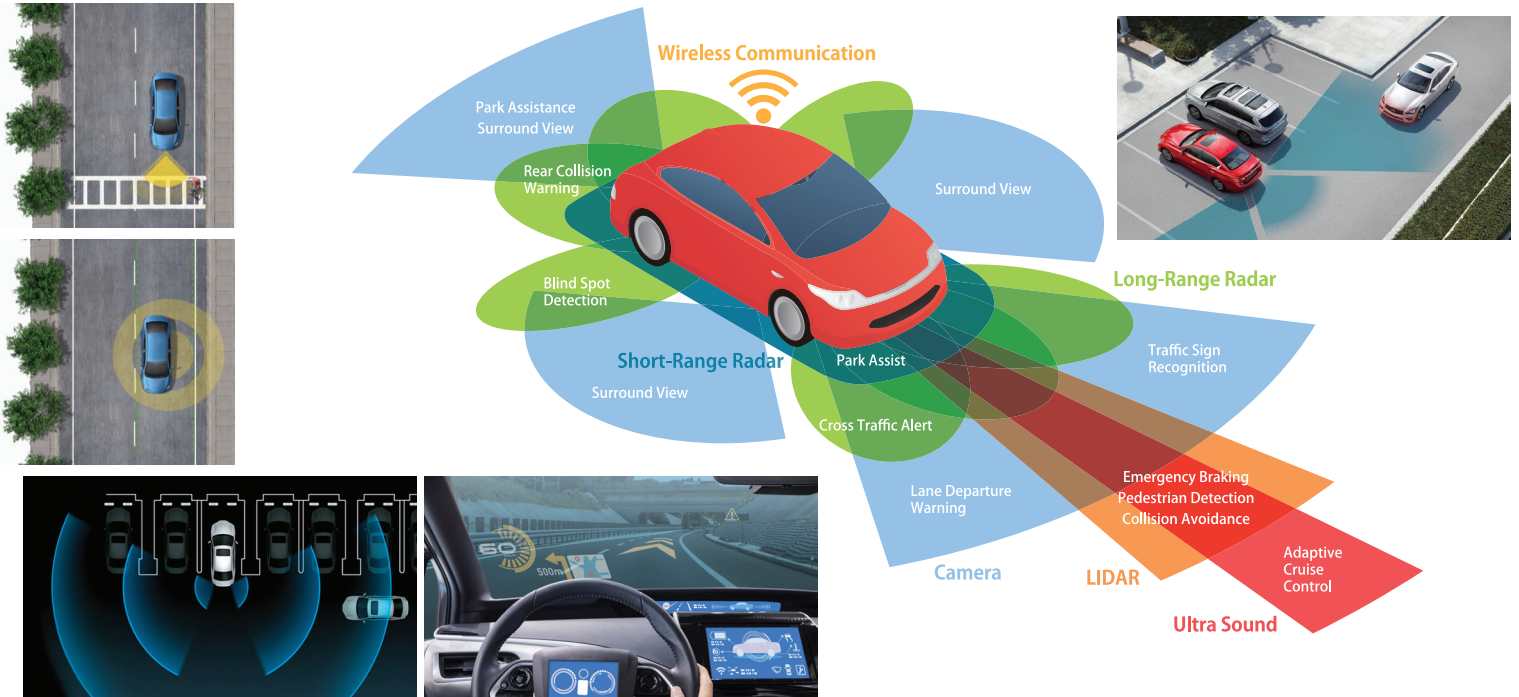 Wireless Communication
Park Assistance
Surround View
Rear Collision
Warning
Surround View
Blind Spot
Detection
Long-Range Radar
Short-Range Radar
Park Assist
Traffic Sign
Recognition
Surround View
Cross Traffic Alert
Lane Departure
Warning
Emergency Braking
Pedestrian Detection
Collision Avoidance
Adaptive
Cruise
Control
Camera
LIDAR
Ultra Sound
60
500m